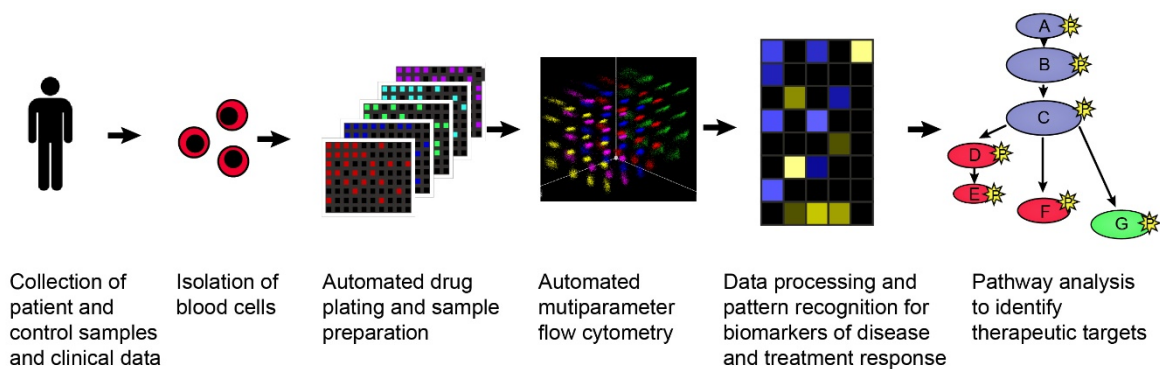 A P
B P
C P
D P
E P
F P
G P
Collection of
patient and
control samples
and clinical data
Isolation of
blood cells
Automated drug
plating and sample
preparation
Automated
mutiparameter
flow cytometry
Data processing and
pattern recognition for
biomarkers of disease
and treatment response
Pathway analysis
to identify
therapeutic targets